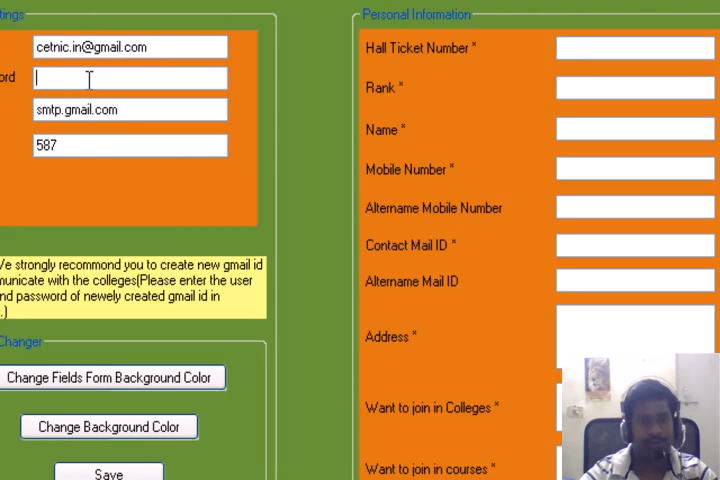 tings
cetnic.in@gmail.com
ord
smtp.gmail.com
587
Ve strongly recommond you to create new gmail id
municate with the colleges(Please enter the user
nd password of newly created gmail id in
.)
Changer
Change Fields Form Background Color
Change Background Color
Save
Personal Information
Hall Ticket Number *
Rank *
Name *
Mobile Number *
Altername Mobile Number
Contact Mail ID *
Altername Mail ID
Address *
Want to join in Colleges *
Want to join in courses *